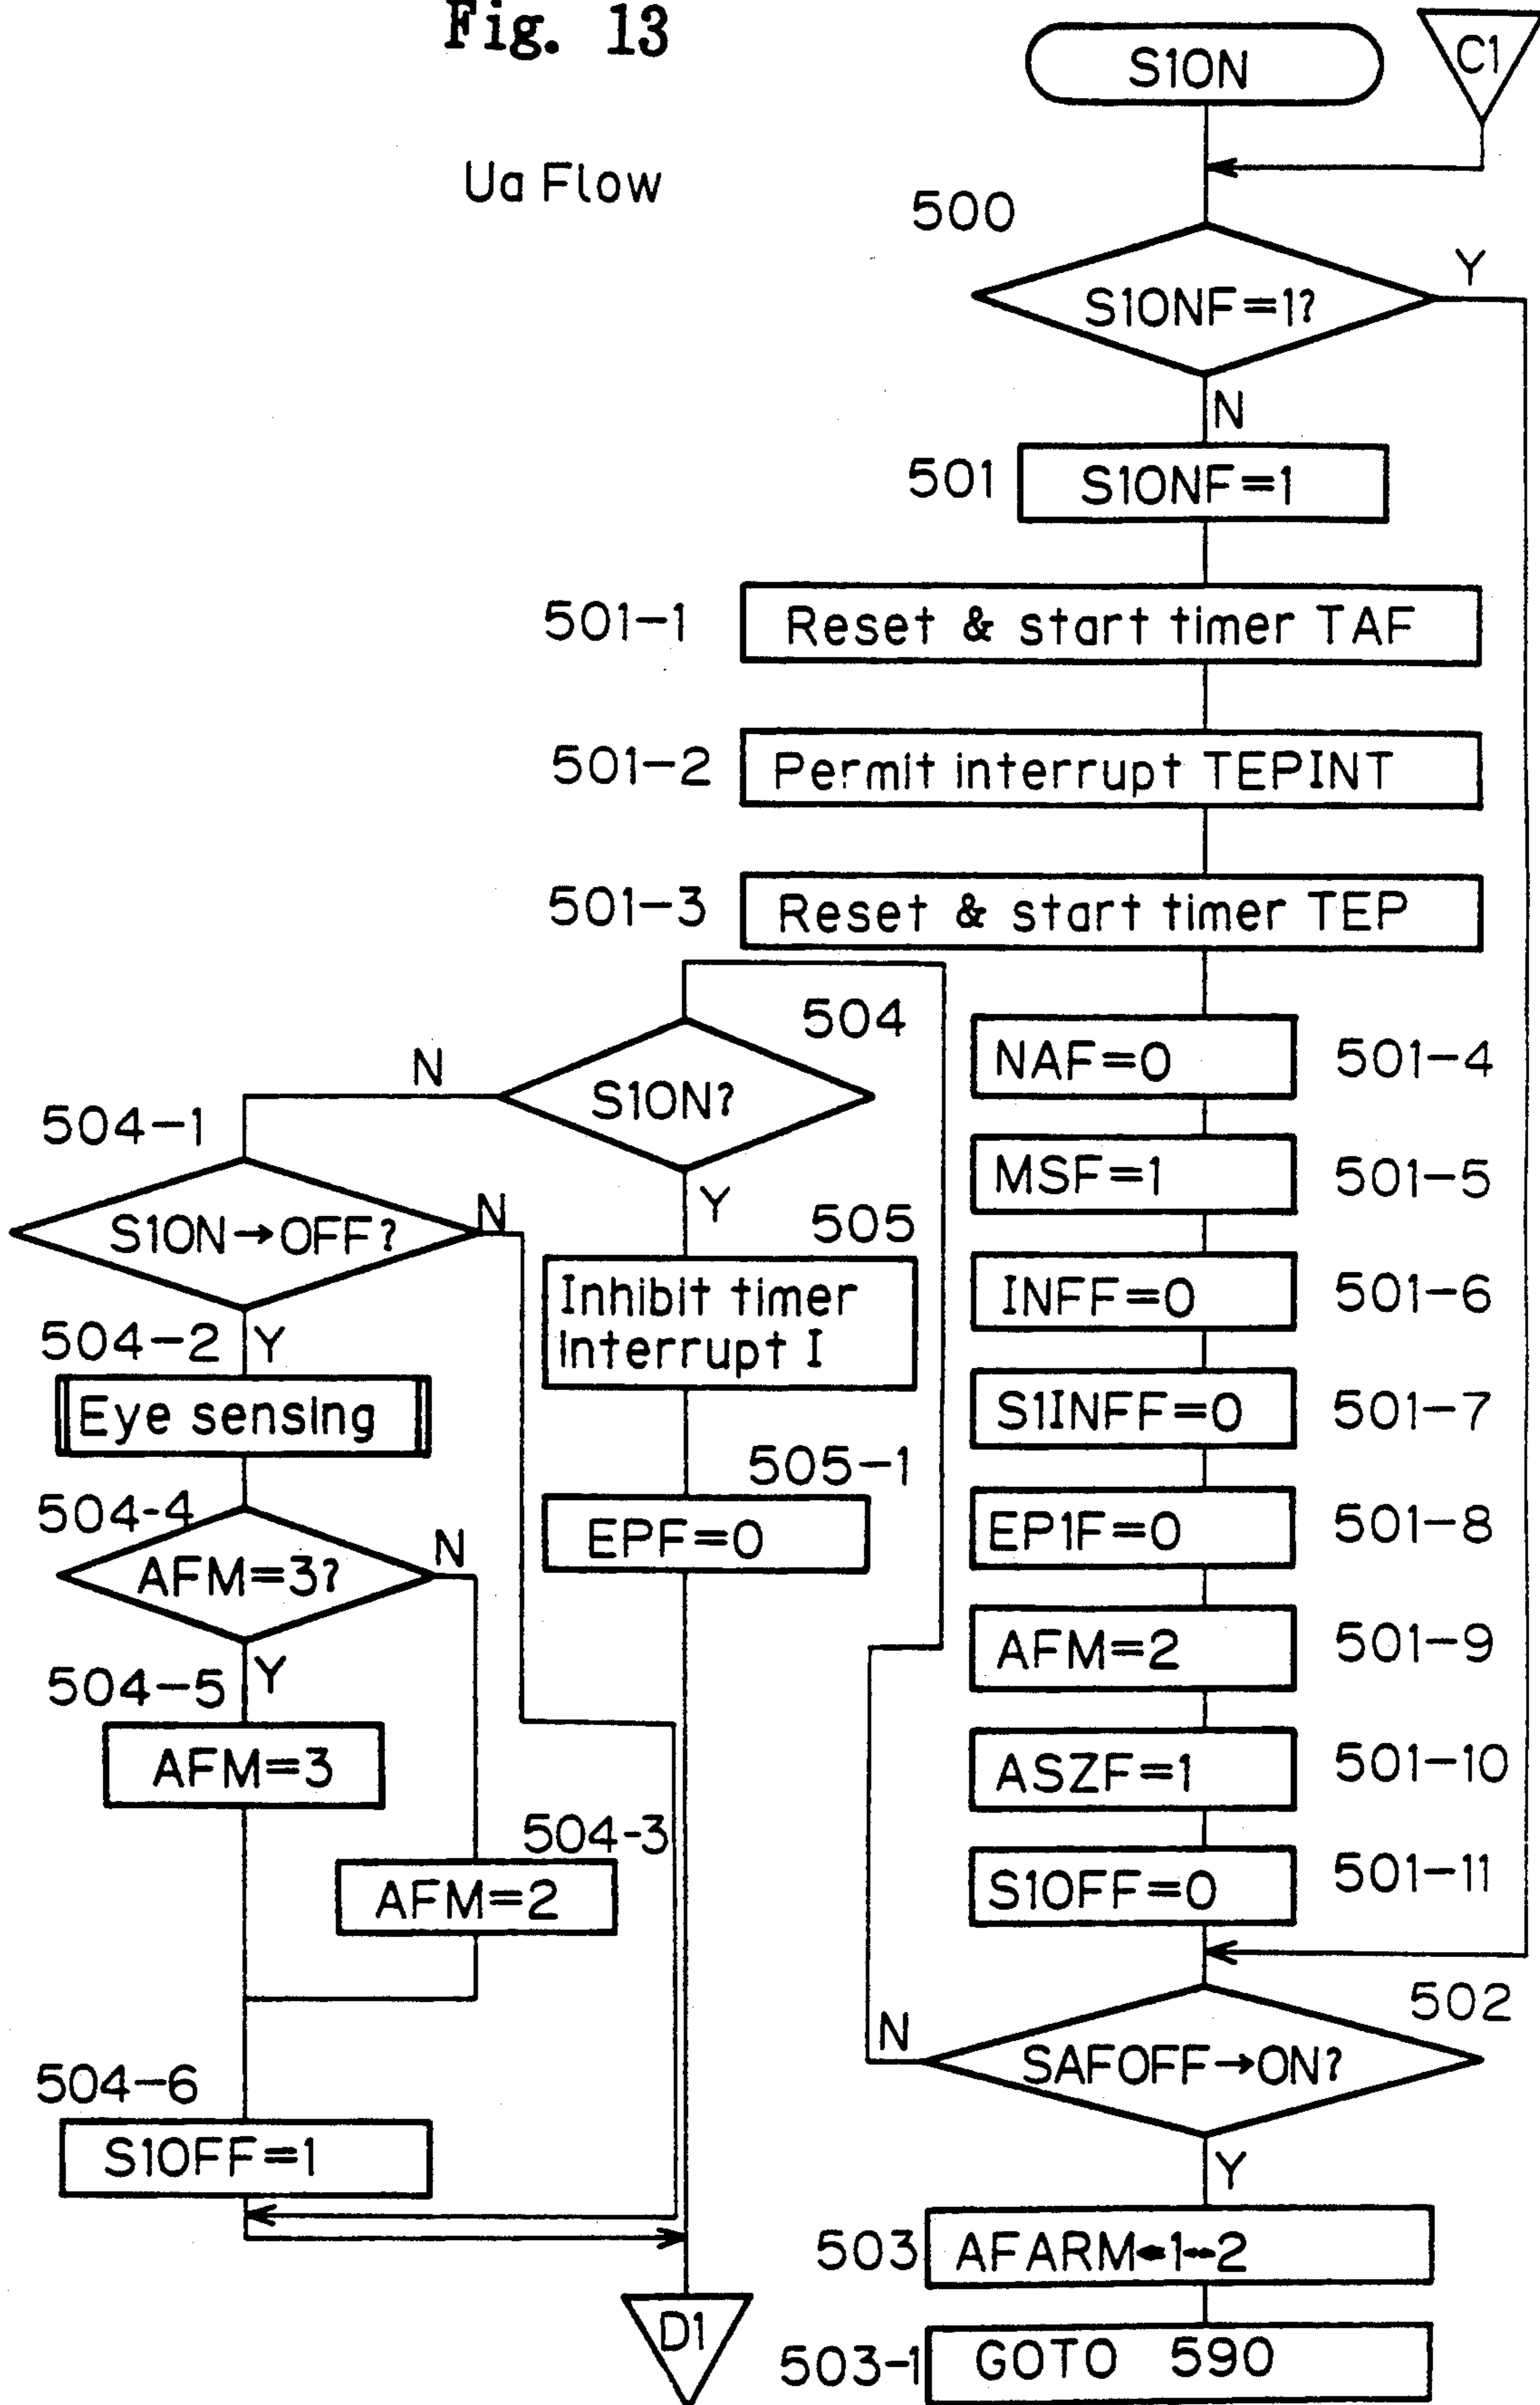 Fig. 13
Ua Flow
S1ON
C1
500
S1ONF=1?
Y
N
501
S1ONF=1
501-1
Reset & start timer TAF
501-2
Permit interrupt TEPINT
501-3
Reset & start timer TEP
NAF=0
501-4
MSF=1
501-5
INFF=0
501-6
S1INFF=0
501-7
EP1F=0
501-8
AFM=2
501-9
ASZF=1
501-10
S1OFF=0
501-11
502
SAFOFF→ON?
N
Y
503
AFARM↔1↔2
503-1
GOTO 590
504
S1ON?
N
Y
505
Inhibit timer
interrupt I
505-1
EPF=0
504-1
S1ON→OFF?
N
Y
504-2
Eye sensing
504-4
AFM=3?
N
Y
504-5
AFM=3
504-3
AFM=2
504-6
S1OFF=1
D1